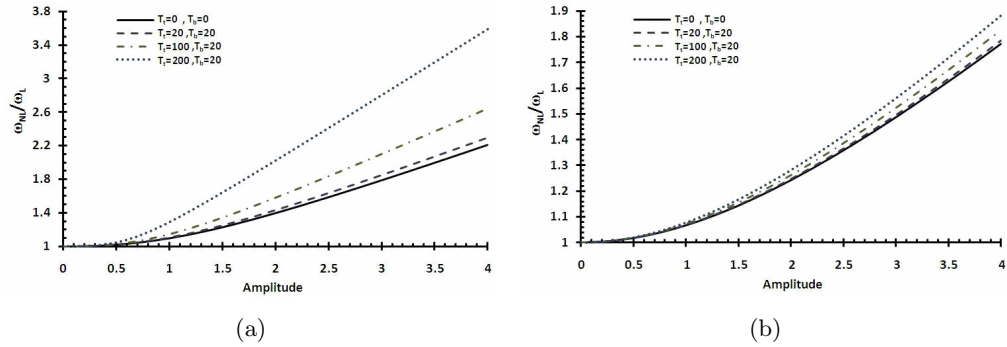 3.8
3.4
3
2.6
2.2
1.8
1.4
1
ω_NL/ω_L
T_t=0 , T_b=0
T_t=20 ,T_b=20
T_t=100 ,T_b=20
T_t=200 ,T_b=20
0 0.5 1 1.5 2 2.5 3 3.5 4
Amplitude
(a)
1.9
1.8
1.7
1.6
1.5
1.4
1.3
1.2
1.1
1
ω_NL/ω_L
T_t=0 , T_b=0
T_t=20 ,T_b=20
T_t=100 ,T_b=20
T_t=200 ,T_b=20
0 0.5 1 1.5 2 2.5 3 3.5 4
Amplitude
(b)